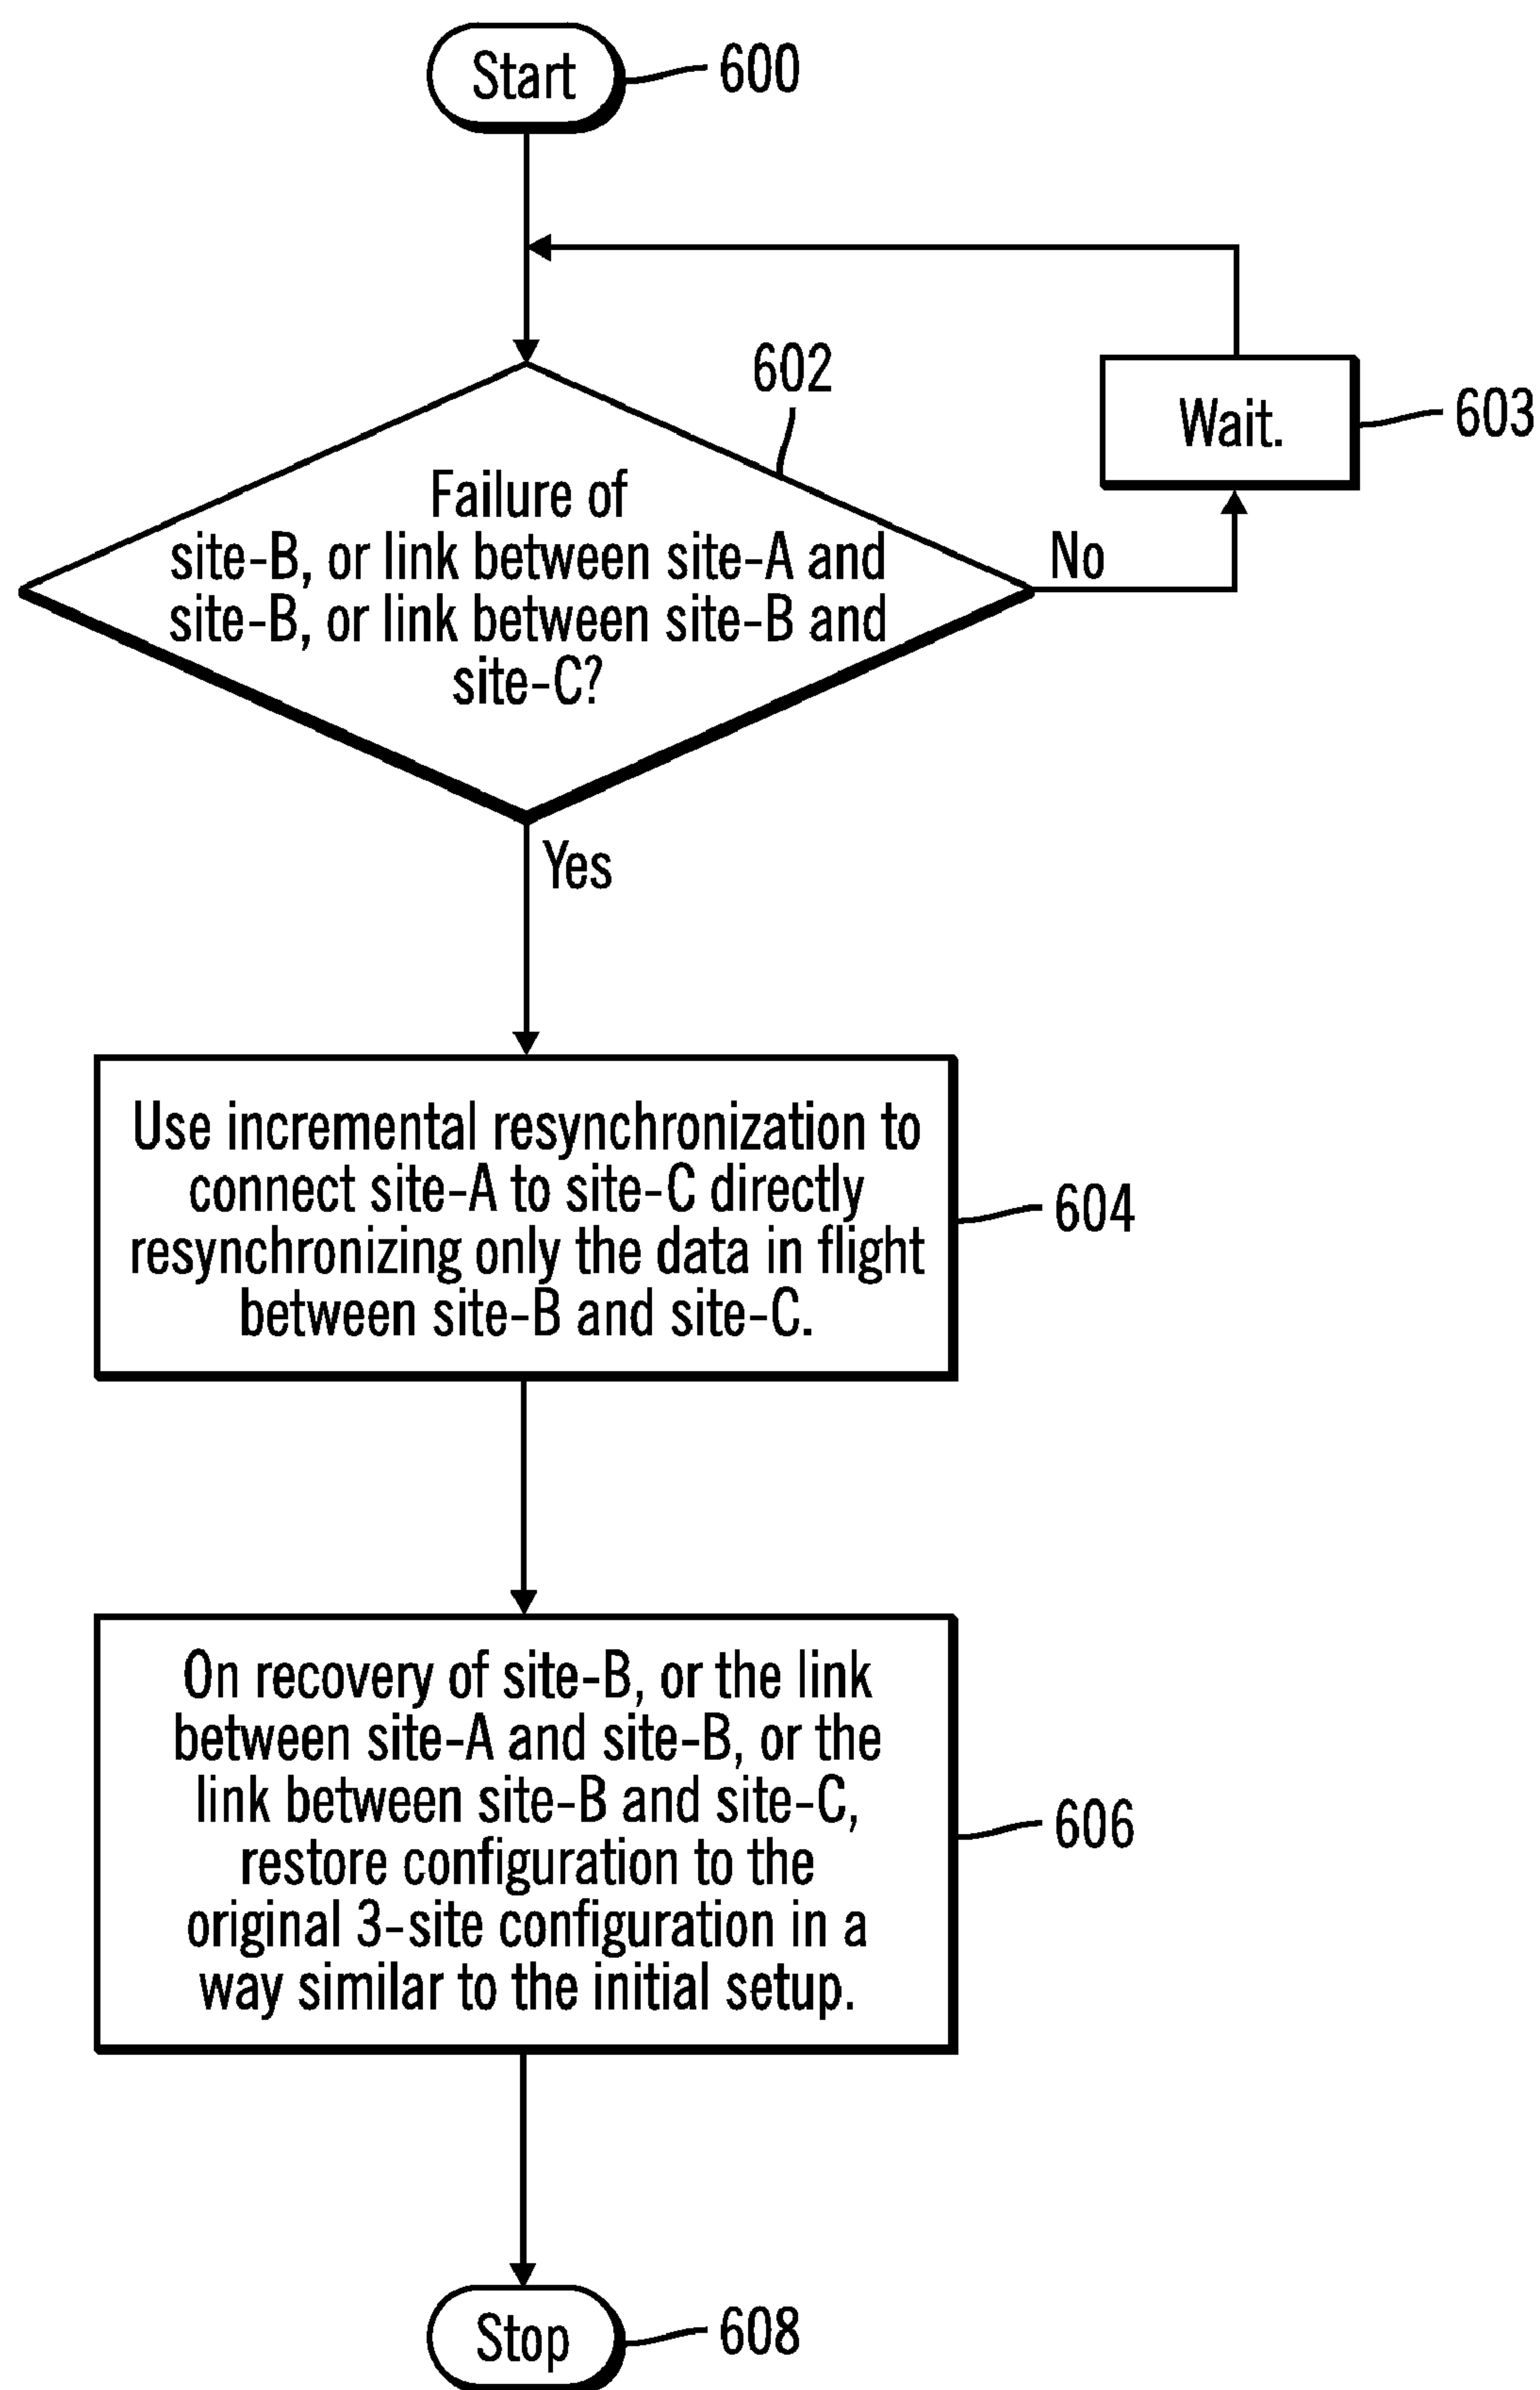 Start
600
602
Wait.
603
Failure of
site-B, or link between site-A and
site-B, or link between site-B and
site-C?
No
Yes
Use incremental resynchronization to
connect site-A to site-C directly
resynchronizing only the data in flight
between site-B and site-C.
604
On recovery of site-B, or the link
between site-A and site-B, or the
link between site-B and site-C,
restore configuration to the
original 3-site configuration in a
way similar to the initial setup.
606
Stop
608